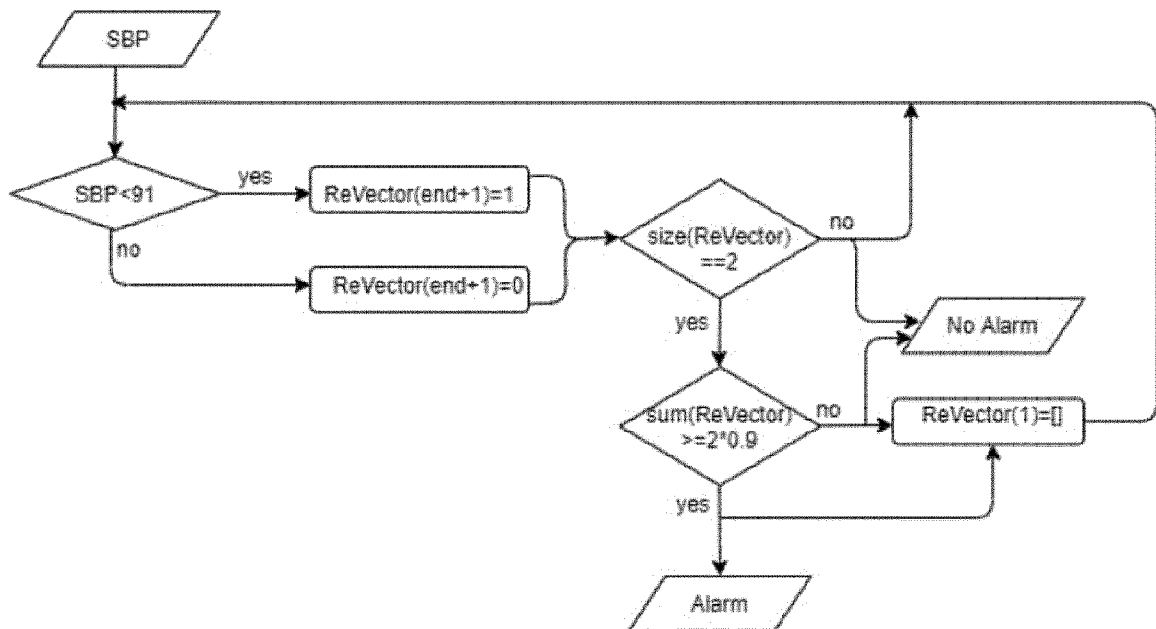 SBP
SBP<91
yes
ReVector(end+1)=1
no
ReVector(end+1)=0
size(ReVector)
==2
no
yes
No Alarm
sum(ReVector)
>=2*0.9
no
ReVector(1)=[]
yes
Alarm